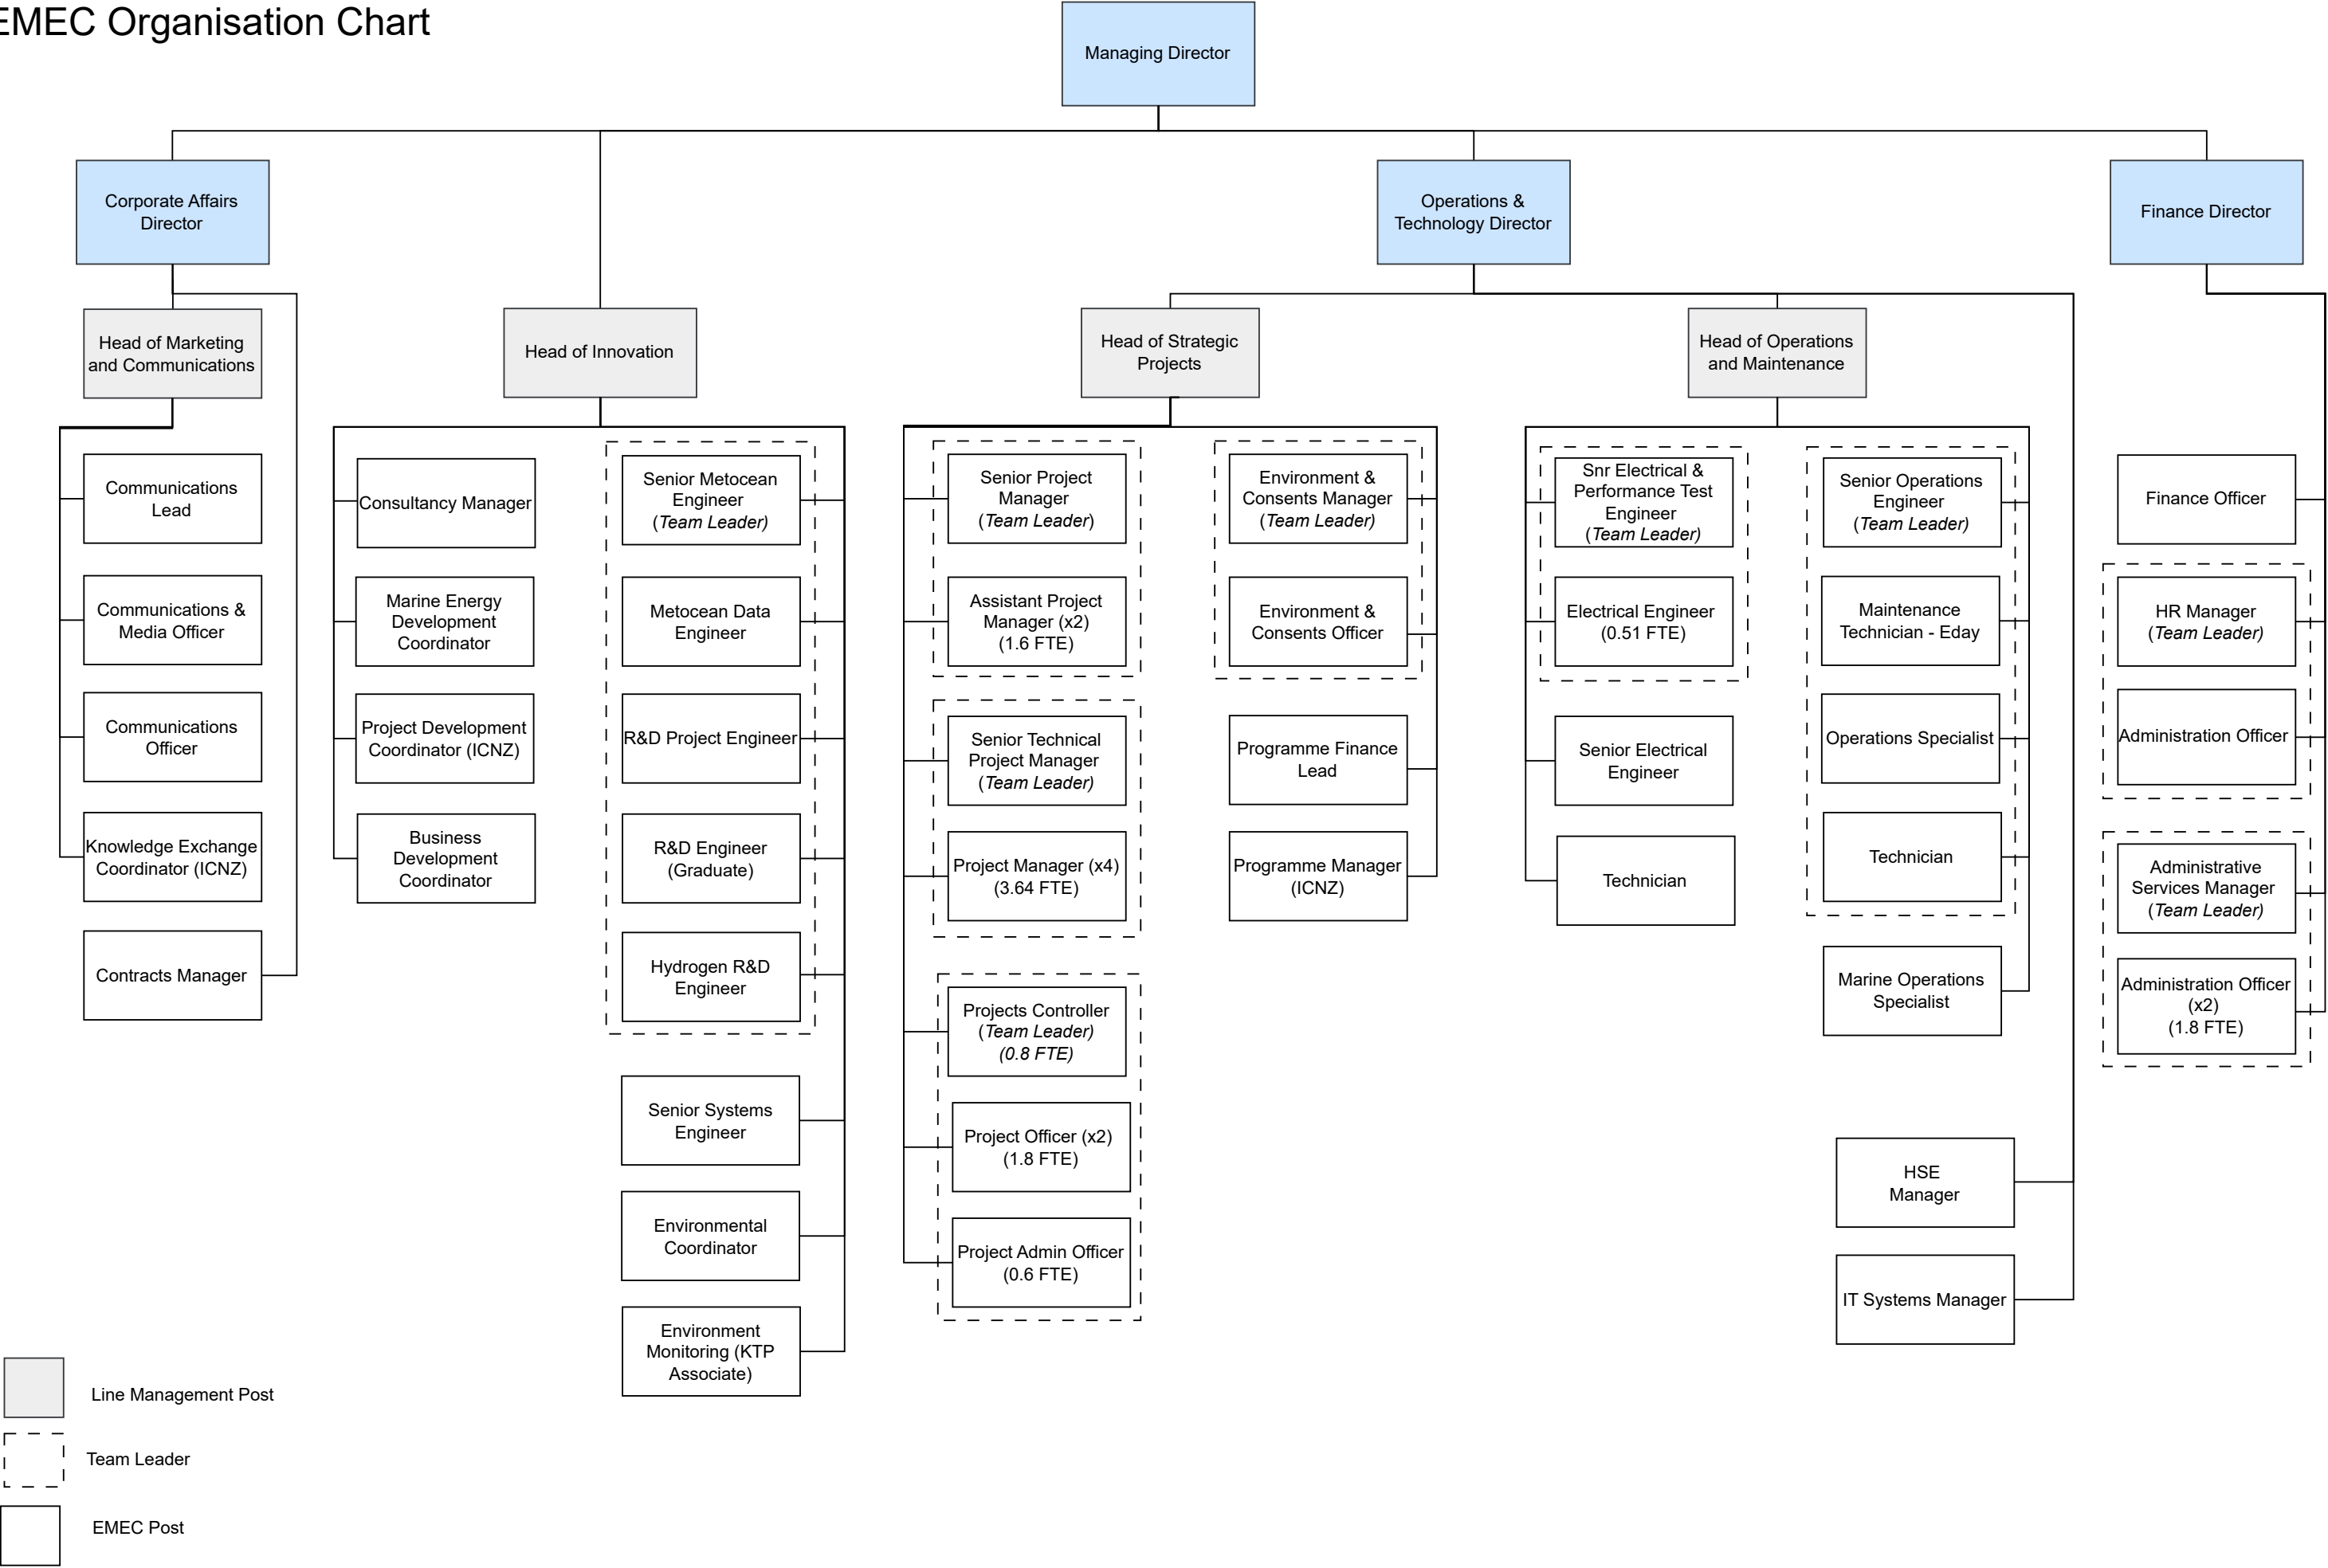 EMEC Organisation Chart
Managing Director
Corporate Affairs
Director
Operations &
Technology Director
Finance Director
Head of Marketing
and Communications
Head of Innovation
Head of Strategic
Projects
Head of Operations
and Maintenance
Communications
Lead
Communications &
Media Officer
Communications
Officer
Knowledge Exchange
Coordinator (ICNZ)
Contracts Manager
Consultancy Manager
Marine Energy
Development
Coordinator
Project Development
Coordinator (ICNZ)
Business
Development
Coordinator
Senior Metocean
Engineer
(Team Leader)
Metocean Data
Engineer
R&D Project Engineer
R&D Engineer
(Graduate)
Hydrogen R&D
Engineer
Senior Systems
Engineer
Environmental
Coordinator
Environment
Monitoring (KTP
Associate)
Senior Project
Manager
(Team Leader)
Assistant Project
Manager (x2)
(1.6 FTE)
Senior Technical
Project Manager
(Team Leader)
Project Manager (x4)
(3.64 FTE)
Projects Controller
(Team Leader)
(0.8 FTE)
Project Officer (x2)
(1.8 FTE)
Project Admin Officer
(0.6 FTE)
Environment &
Consents Manager
(Team Leader)
Environment &
Consents Officer
Programme Finance
Lead
Programme Manager
(ICNZ)
Snr Electrical &
Performance Test
Engineer
(Team Leader)
Electrical Engineer
(0.51 FTE)
Senior Electrical
Engineer
Technician
Senior Operations
Engineer
(Team Leader)
Maintenance
Technician - Eday
Operations Specialist
Technician
Marine Operations
Specialist
HSE
Manager
IT Systems Manager
Finance Officer
HR Manager
(Team Leader)
Administration Officer
Administrative
Services Manager
(Team Leader)
Administration Officer
(x2)
(1.8 FTE)
Line Management Post
Team Leader
EMEC Post